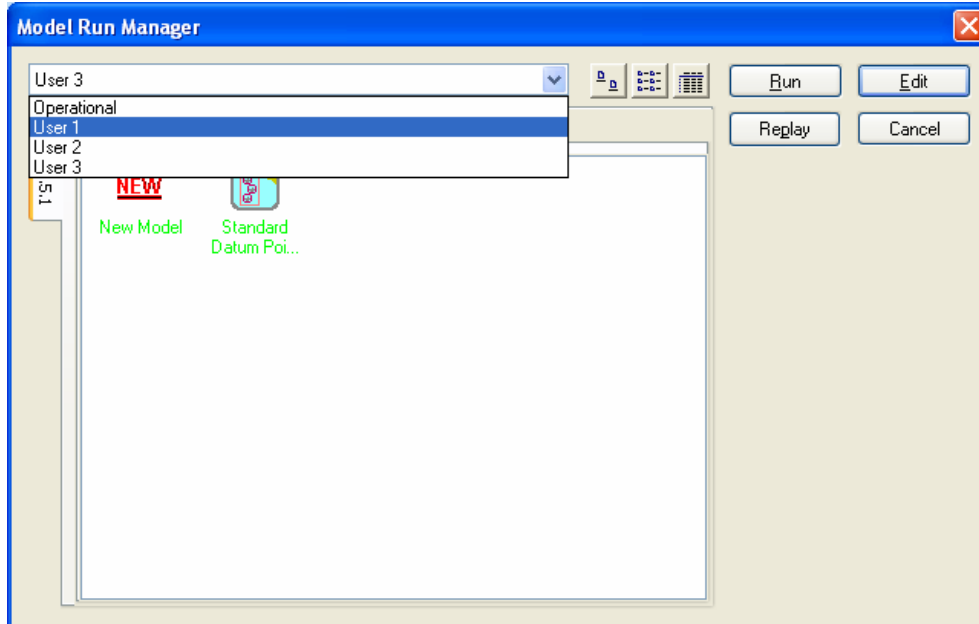 Model Run Manager
User 3
Run
Edit
Operational
User 1
User 2
User 3
Replay
Cancel
.5.1
NEW
New Model
Standard
Datum Poi...